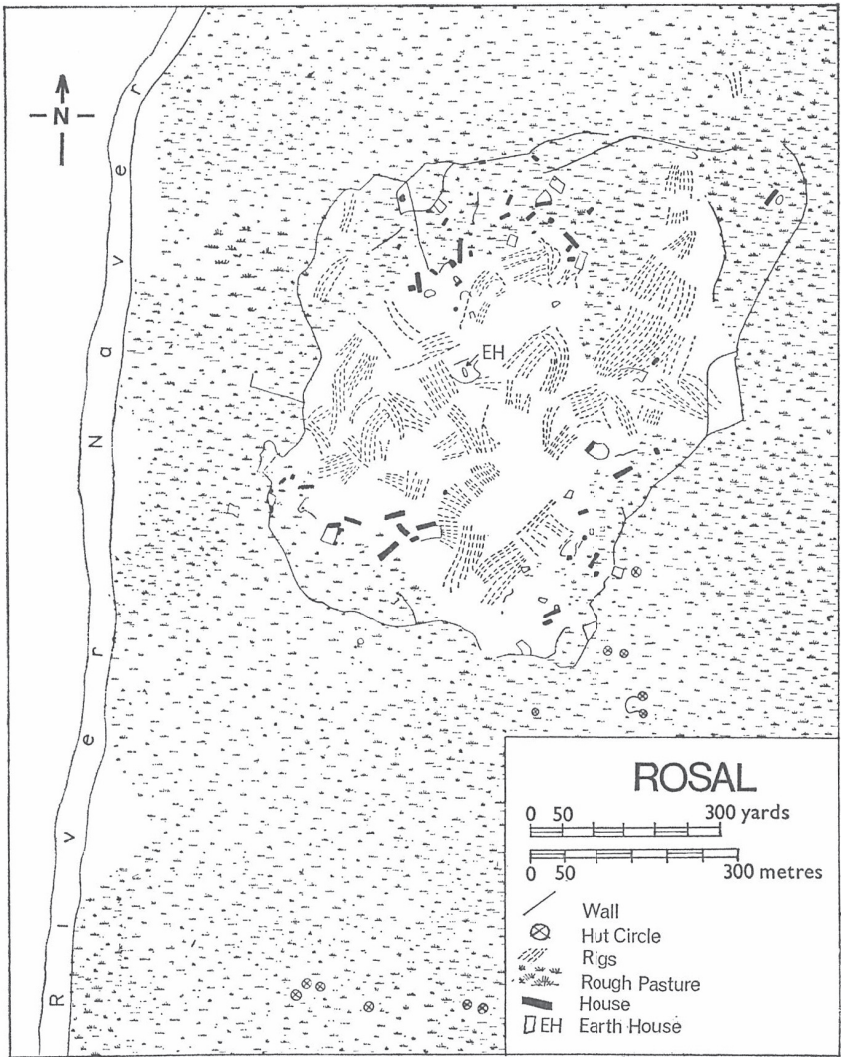 N
River Naver
EH
ROSAL
0 50 300 yards
0 50 300 metres
Wall
Hut Circle
Rigs
Rough Pasture
House
EH Earth House